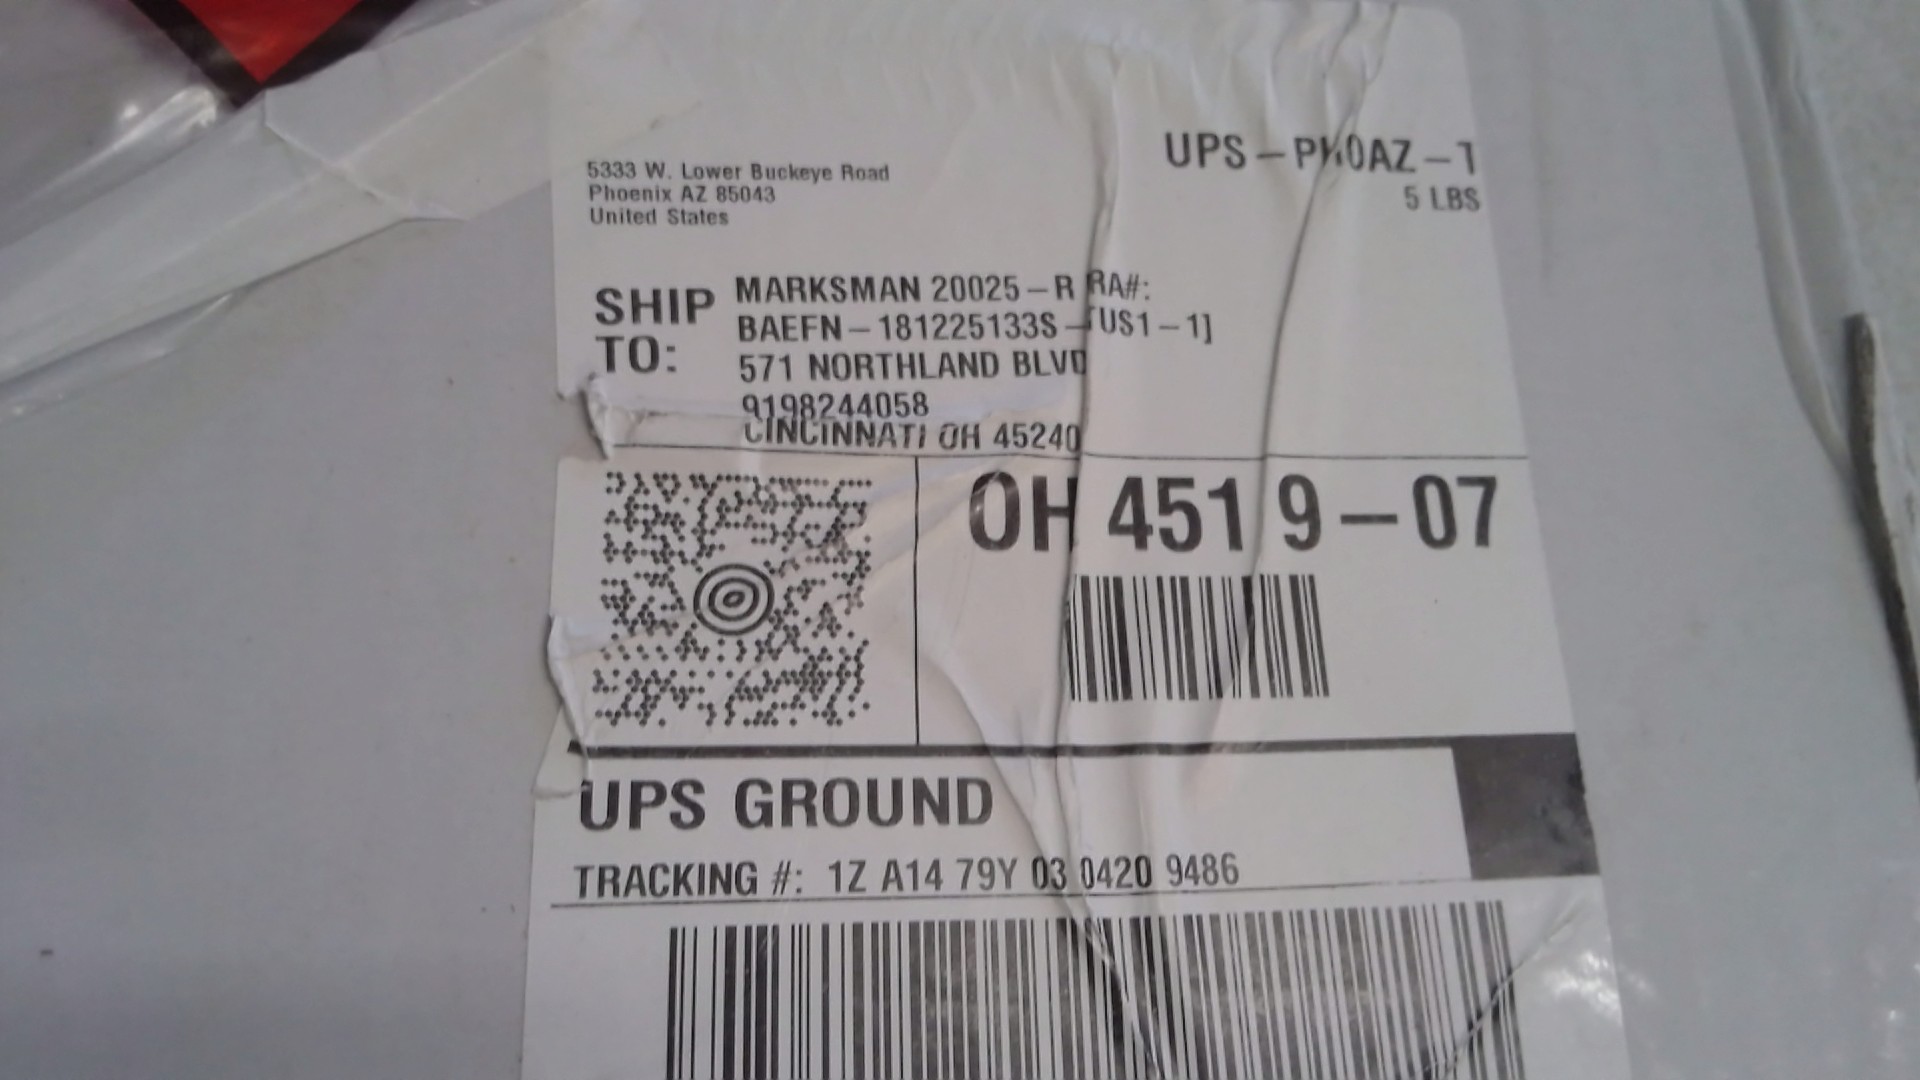 5333 W. Lower Buckeye Road
Phoenix AZ 85043
United States
UPS-PHOAZ-1
5 LBS
SHIP TO:
MARKSMAN 20025-R RA#:
BAEFN-181225133S-[US1-1]
571 NORTHLAND BLVD
9198244058
CINCINNATI OH 45240
OH 451 9-07
UPS GROUND
TRACKING #: 1Z A14 79Y 03 0420 9486